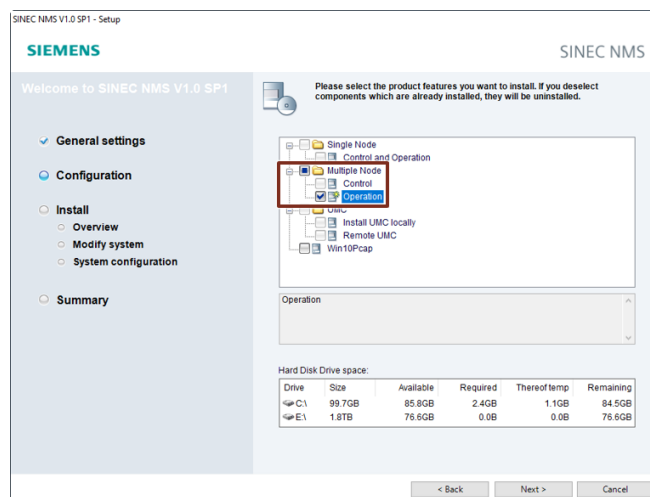 SINEC NMS V1.0 SP1 - Setup
SIEMENS
SINEC NMS
Welcome to SINEC NMS V1.0 SP1
Please select the product features you want to install. If you deselect
components which are already installed, they will be uninstalled.
General settings
Configuration
Install
Overview
Modify system
System configuration
Summary
Single Node
Control and Operation
Multiple Node
Control
Operation
UMC
Install UMC locally
Remote UMC
Win10Pcap
Operation
Hard Disk Drive space:
Drive Size Available Required Thereof temp Remaining
C:\ 99.7GB 85.8GB 2.4GB 1.1GB 84.5GB
E:\ 1.8TB 76.6GB 0.0B 0.0B 76.6GB
< Back Next > Cancel